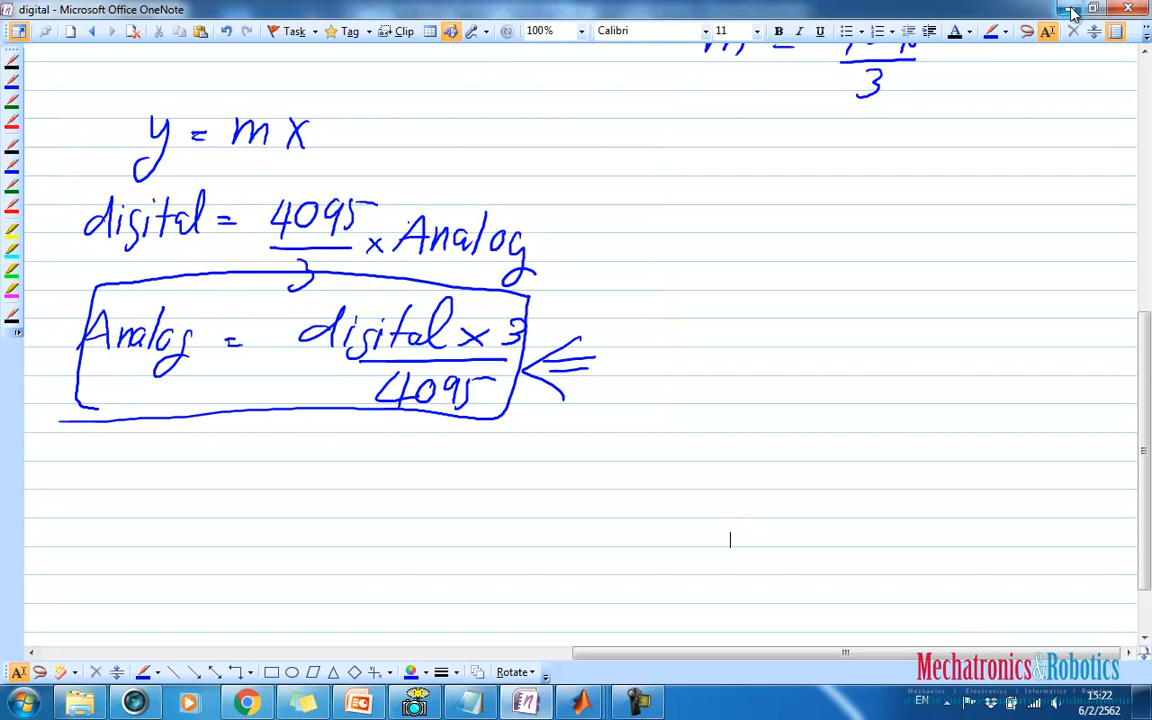 digital - Microsoft Office OneNote
Task Tag Clip 100% Calibri 11 B I U A
3
y = m x
digital = 4095 × Analog
3
Analog = digital × 3
4095
Rotate
Mechatronics&Robotics
EN
15:22
6/2/2562